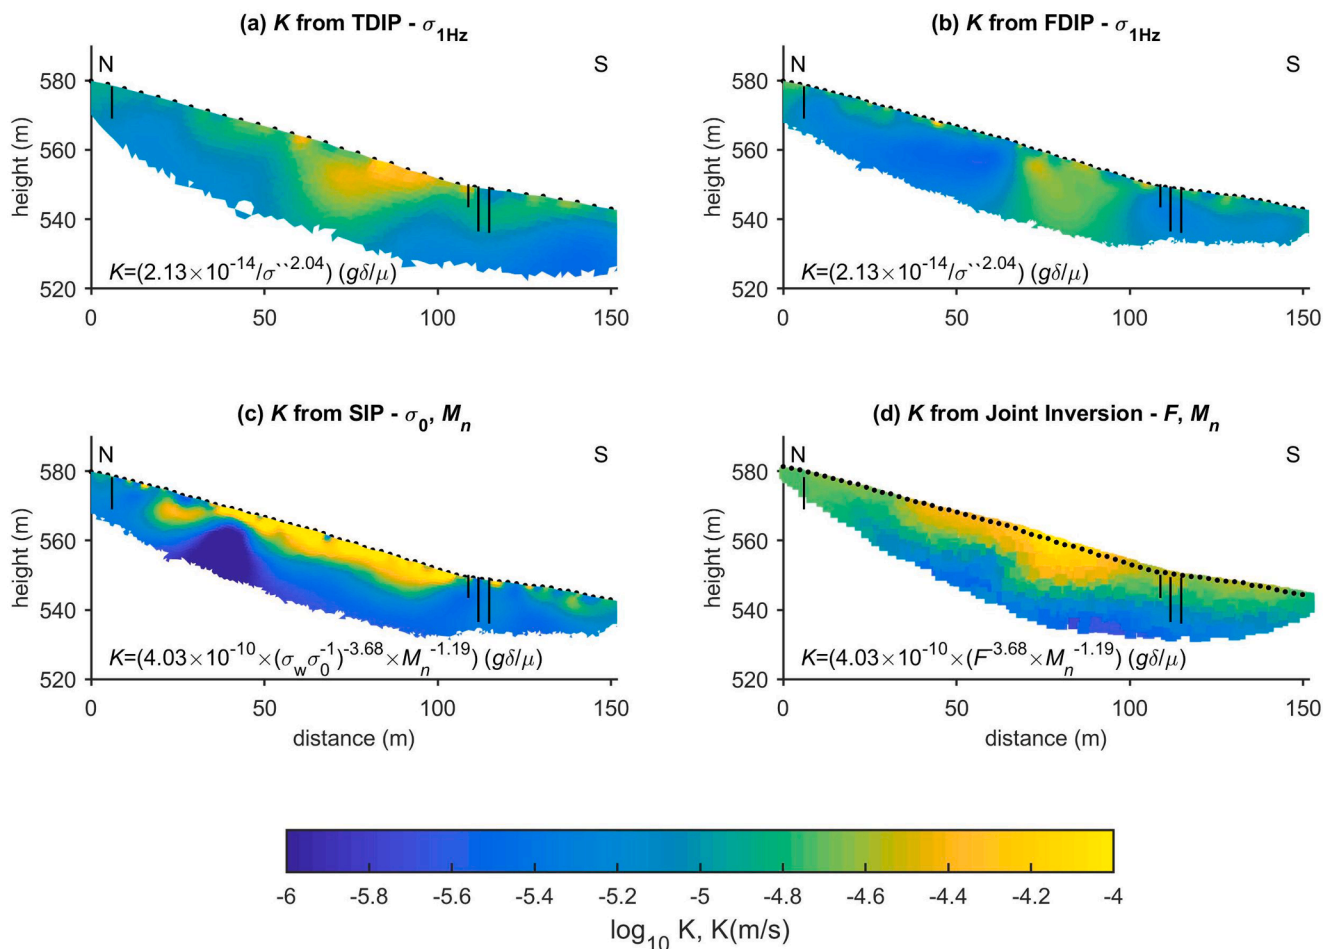 (a) K from TDIP - σ1Hz
N S
580
560
540
520
height (m)
K=(2.13×10-14/σ``2.04) (gδ/μ)
0 50 100 150
(b) K from FDIP - σ1Hz
N S
580
560
540
520
height (m)
K=(2.13×10-14/σ``2.04) (gδ/μ)
0 50 100 150
(c) K from SIP - σ0, Mn
N S
580
560
540
520
height (m)
K=(4.03×10-10×(σwσ0-1)-3.68×Mn-1.19) (gδ/μ)
0 50 100 150
distance (m)
(d) K from Joint Inversion - F, Mn
N S
580
560
540
520
height (m)
K=(4.03×10-10×(F-3.68×Mn-1.19) (gδ/μ)
0 50 100 150
distance (m)
-6 -5.8 -5.6 -5.4 -5.2 -5 -4.8 -4.6 -4.4 -4.2 -4
log10 K, K(m/s)